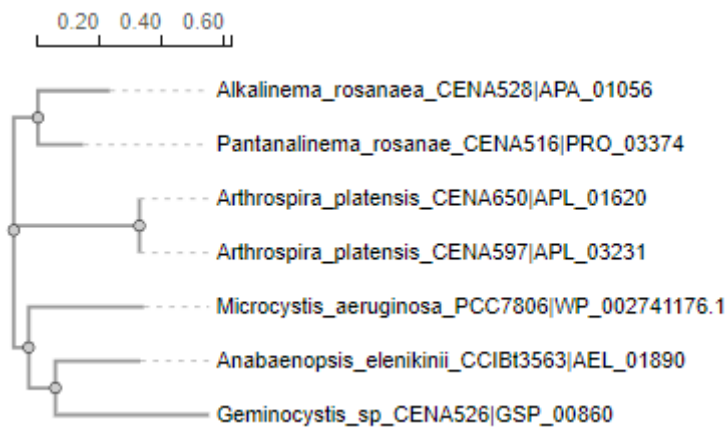 0.20 0.40 0.60
Alkalinema_rosanaea_CENA528|APA_01056
Pantanalinema_rosanae_CENA516|PRO_03374
Arthrospira_platensis_CENA650|APL_01620
Arthrospira_platensis_CENA597|APL_03231
Microcystis_aeruginosa_PCC7806|WP_002741176.1
Anabaenopsis_elenikinii_CCIBt3563|AEL_01890
Geminocystis_sp_CENA526|GSP_00860